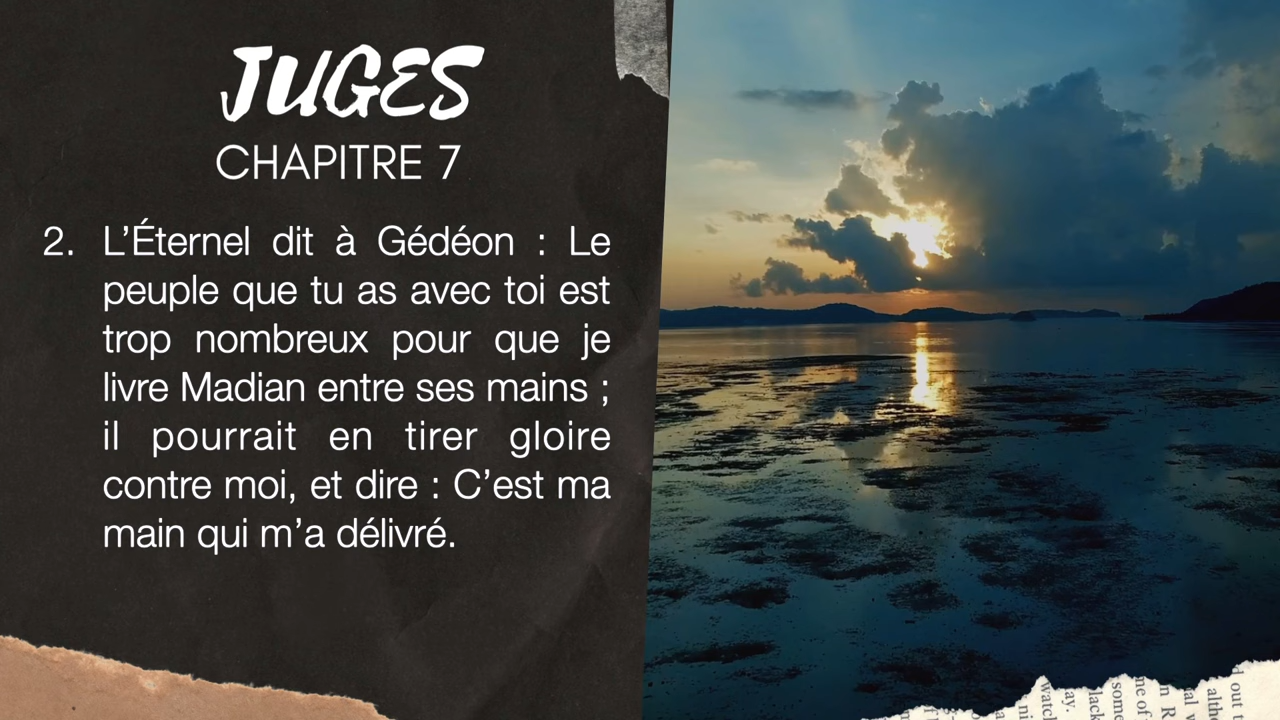 JUGES
CHAPITRE 7
2. L’Éternel dit à Gédéon : Le
peuple que tu as avec toi est
trop nombreux pour que je
livre Madian entre ses mains ;
il pourrait en tirer gloire
contre moi, et dire : C’est ma
main qui m’a délivré.